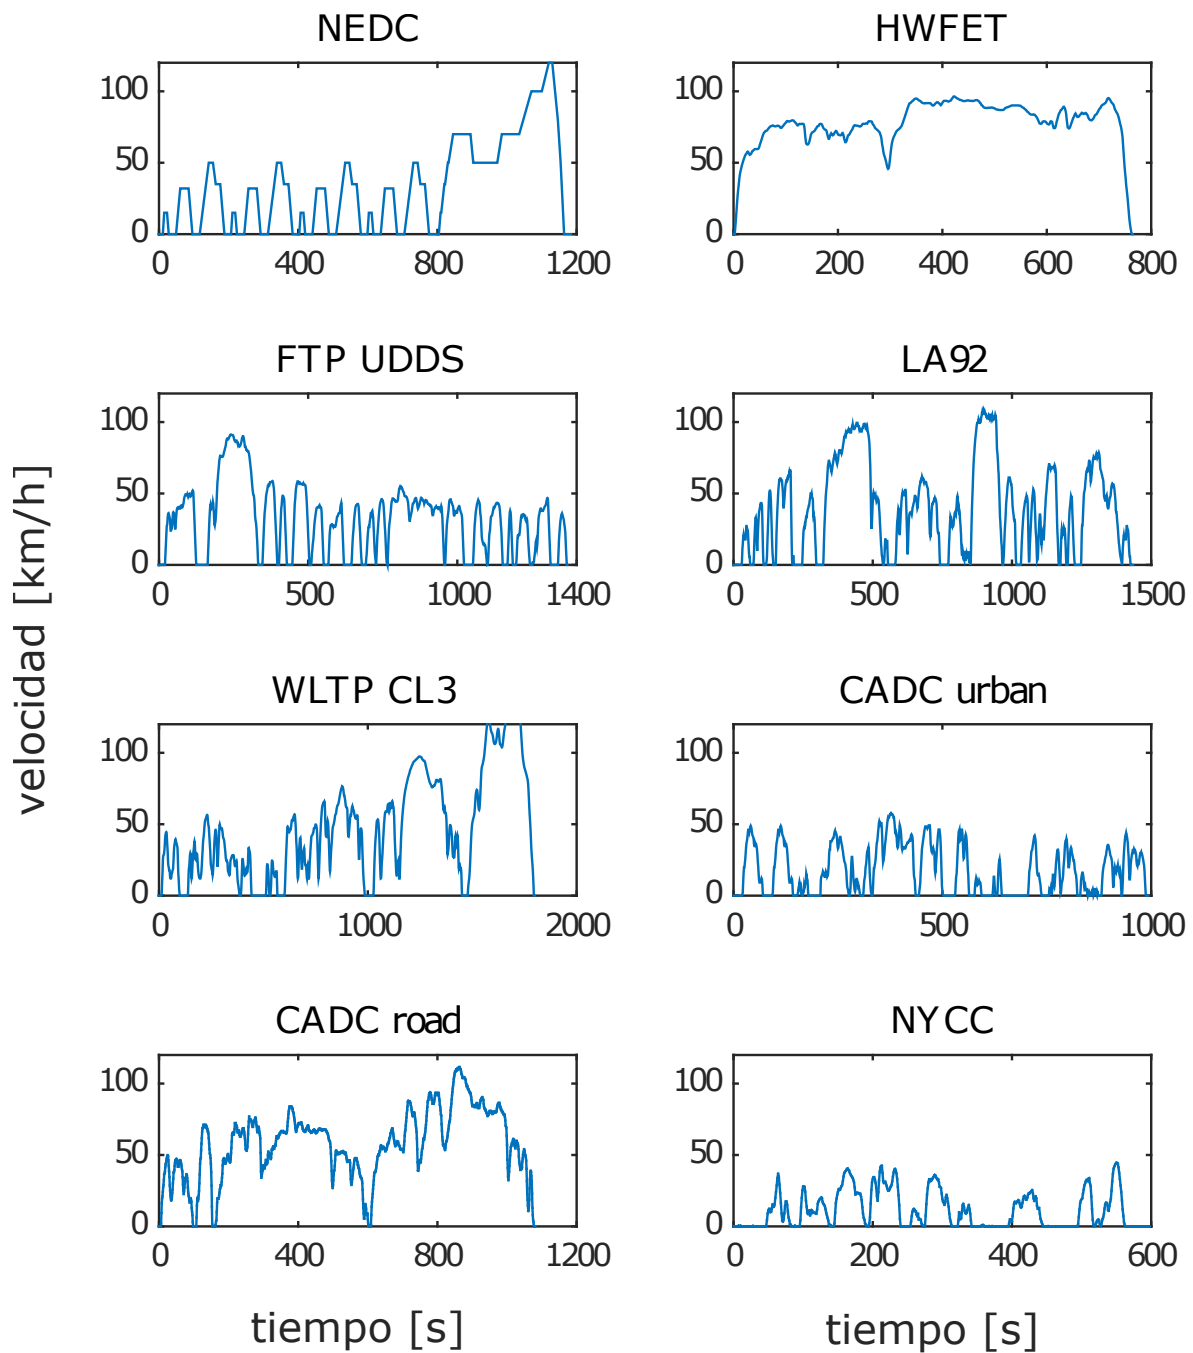 NEDC
HWFET
100
50
0
0 400 800 1200
100
50
0
0 200 400 600 800
FTP UDDS
LA92
100
50
0
0 500 1000 1400
100
50
0
0 500 1000 1500
velocidad [km/h]
WLTP CL3
CADC urban
100
50
0
0 1000 2000
100
50
0
0 500 1000
CADC road
NYCC
100
50
0
0 400 800 1200
100
50
0
0 200 400 600
tiempo [s]
tiempo [s]